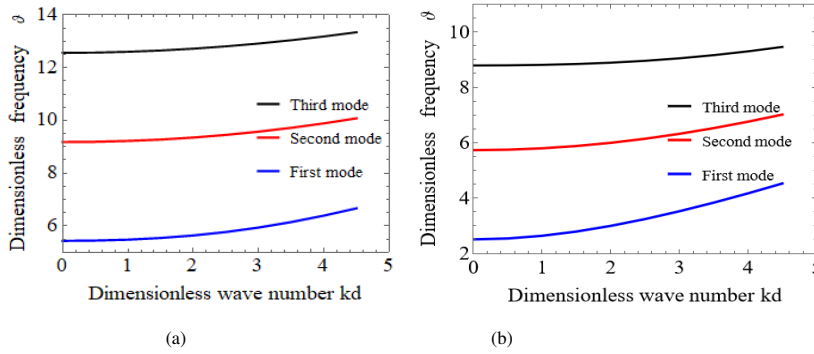 Dimensionless frequency ϑ
14
12
10
8
6
0
1
2
3
4
5
Third mode
Second mode
First mode
Dimensionless wave number kd
(a)
Dimensionless frequency ϑ
10
8
6
4
2
0
1
2
3
4
Third mode
Second mode
First mode
Dimensionless wave number kd
(b)